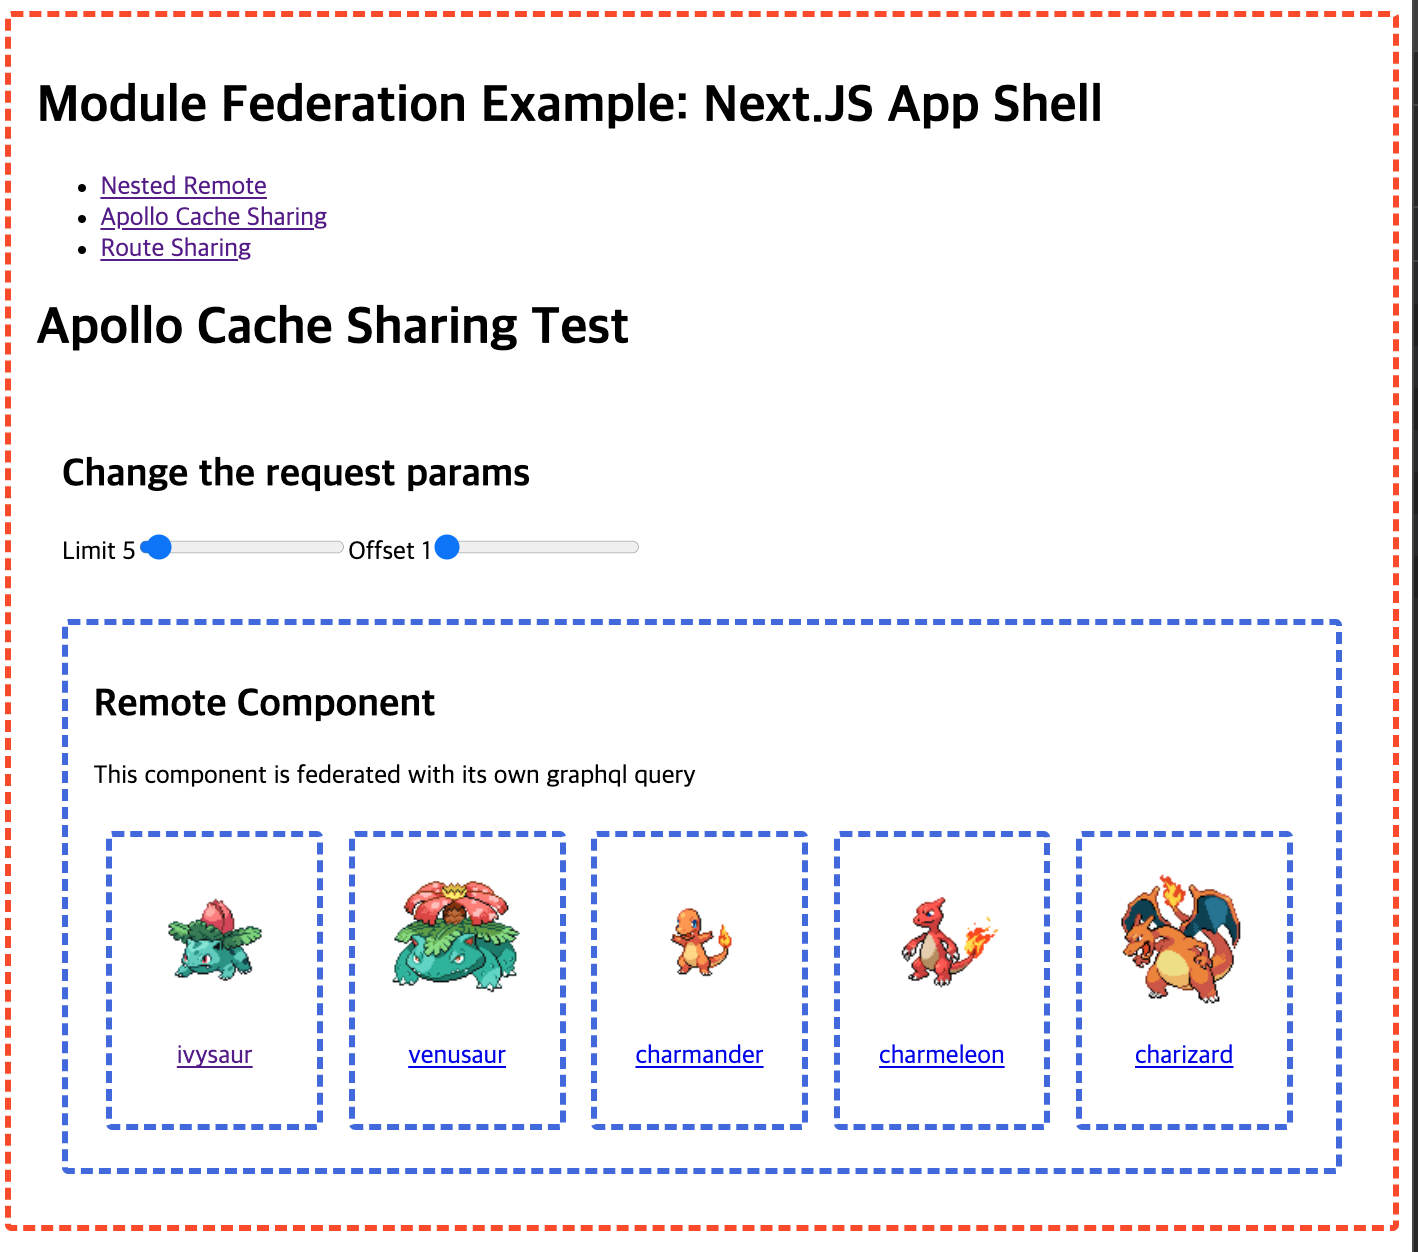 Module Federation Example: Next.JS App Shell
Nested Remote
Apollo Cache Sharing
Route Sharing
Apollo Cache Sharing Test
Change the request params
Limit 5 Offset 1
Remote Component
This component is federated with its own graphql query
ivysaur venusaur charmander charmeleon charizard